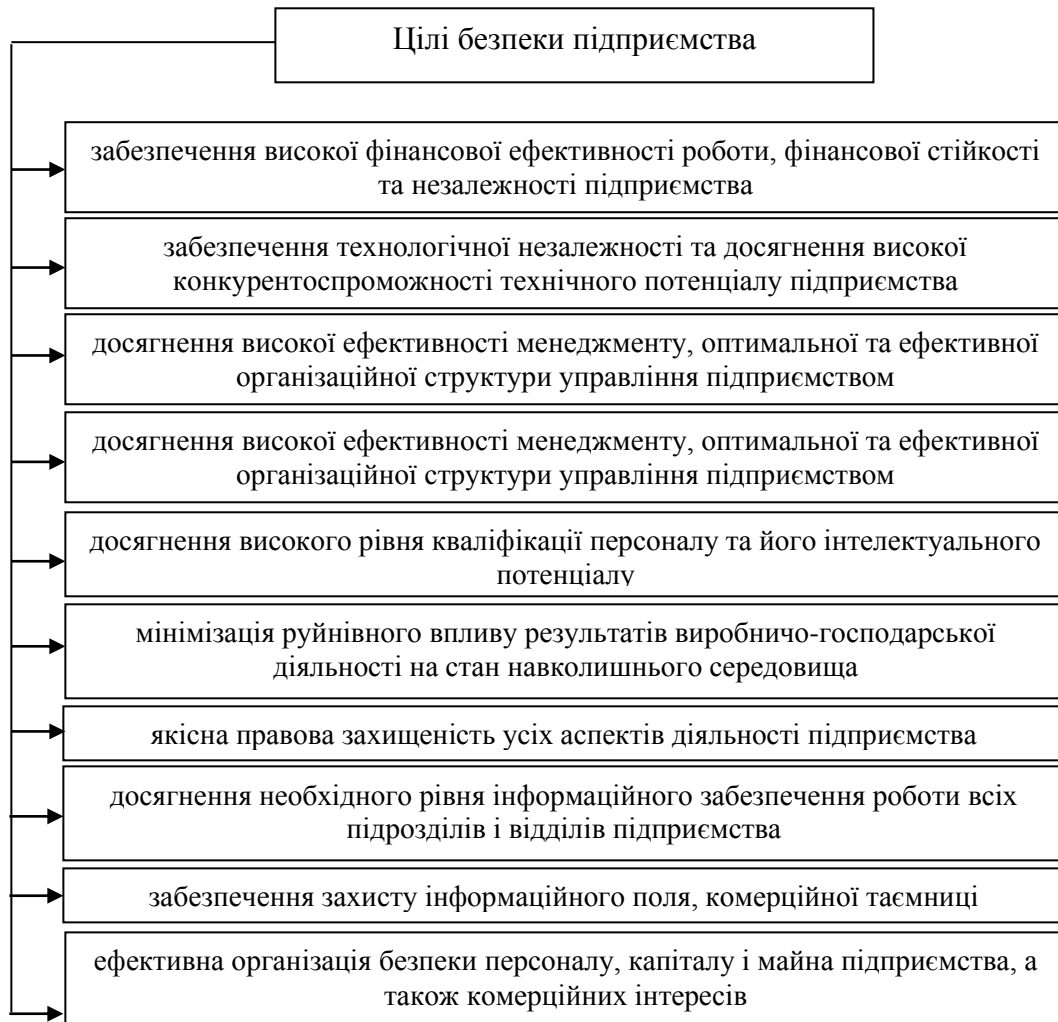 Цілі безпеки підприємства
забезпечення високої фінансової ефективності роботи, фінансової стійкості
та незалежності підприємства
забезпечення технологічної незалежності та досягнення високої
конкурентоспроможності технічного потенціалу підприємства
досягнення високої ефективності менеджменту, оптимальної та ефективної
організаційної структури управління підприємством
досягнення високої ефективності менеджменту, оптимальної та ефективної
організаційної структури управління підприємством
досягнення високого рівня кваліфікації персоналу та його інтелектуального
потенціалу
мінімізація руйнівного впливу результатів виробничо-господарської
діяльності на стан навколишнього середовища
якісна правова захищеність усіх аспектів діяльності підприємства
досягнення необхідного рівня інформаційного забезпечення роботи всіх
підрозділів і відділів підприємства
забезпечення захисту інформаційного поля, комерційної таємниці
ефективна організація безпеки персоналу, капіталу і майна підприємства, а
також комерційних інтересів